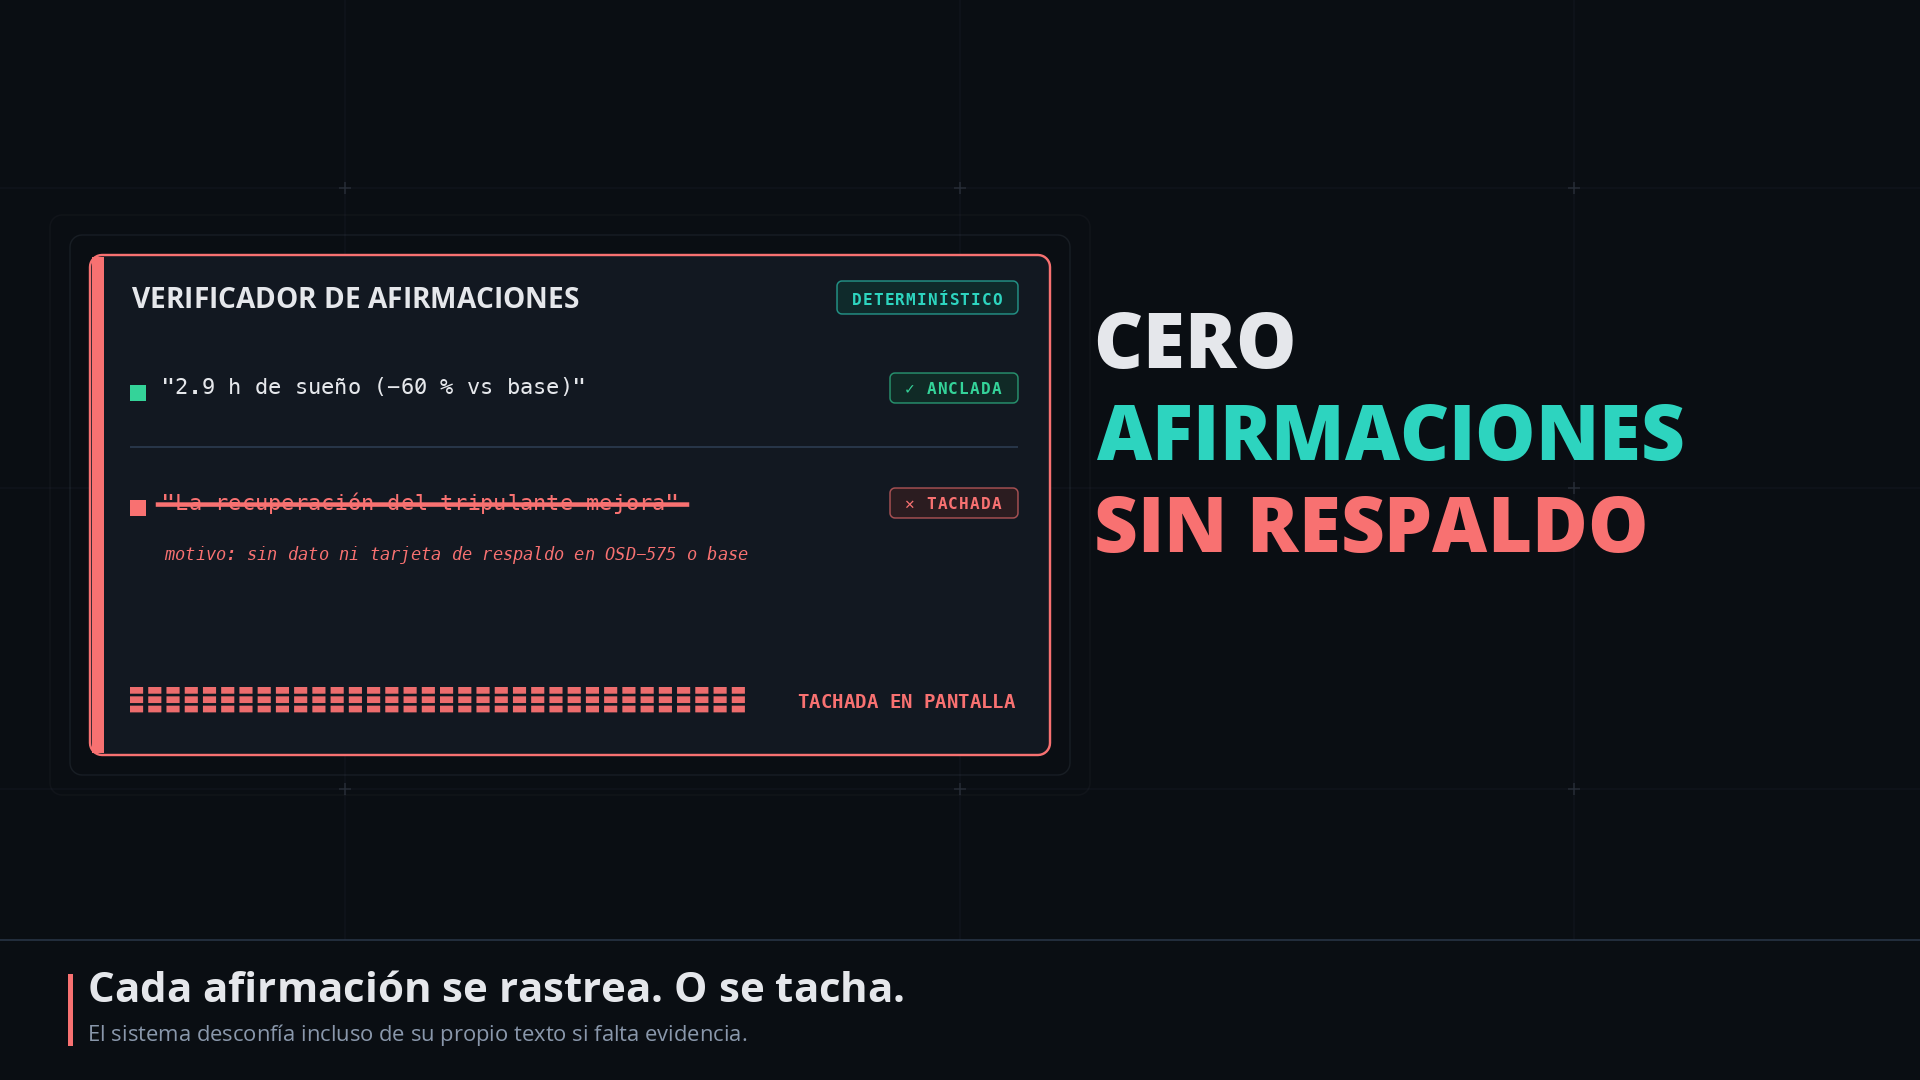 VERIFICADOR DE AFIRMACIONES
DETERMINÍSTICO
"2.9 h de sueño (−60 % vs base)"
✓ ANCLADA
"La recuperación del tripulante mejora"
× TACHADA
motivo: sin dato ni tarjeta de respaldo en OSD−575 o base
TACHADA EN PANTALLA
CERO
AFIRMACIONES
SIN RESPALDO
Cada afirmación se rastrea. O se tacha.
El sistema desconfía incluso de su propio texto si falta evidencia.